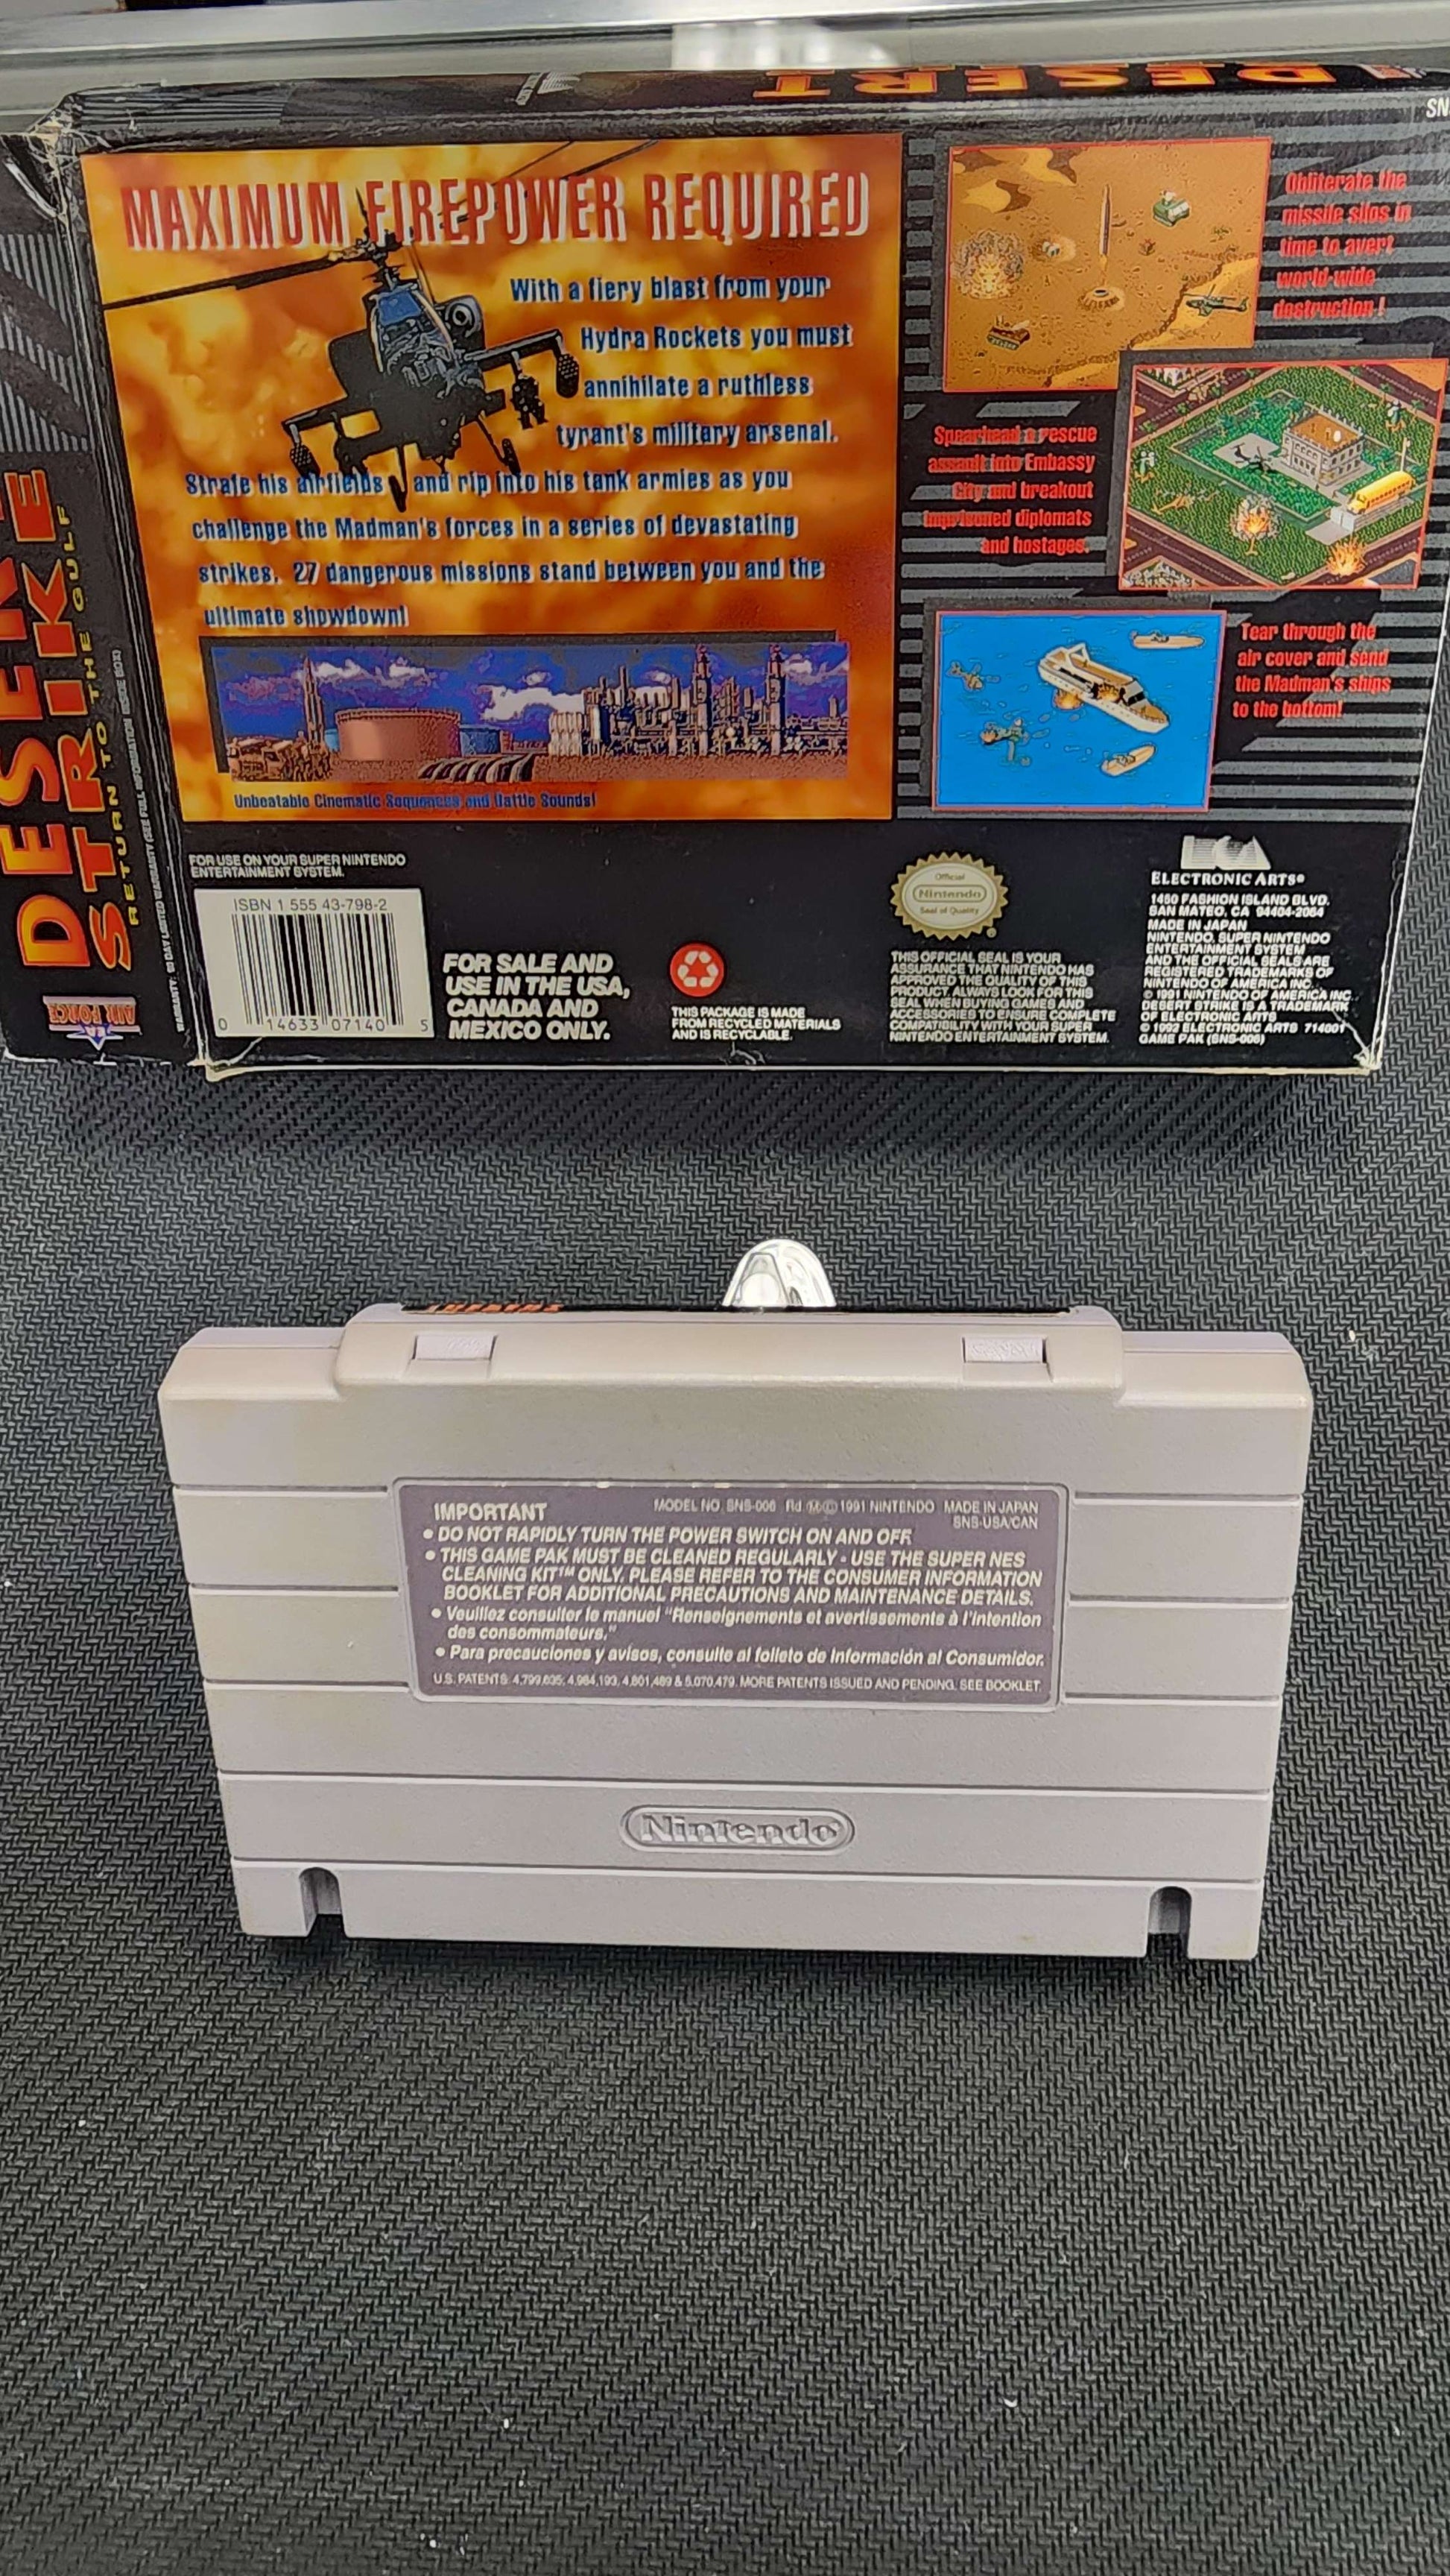 DESERT
SN
MAXIMUM FIREPOWER REQUIRED
With a fiery blast from your
Hydra Rockets you must
annihilate a ruthless
tyrant's military arsenal.
Strafe his airfields and rip into his tank armies as you
challenge the Madman's forces in a series of devastating
strikes. 27 dangerous missions stand between you and the
ultimate showdown!
Unbeatable Cinematic Sequences and Battle Sounds!
Obliterate the
missile silos in
time to avert
world-wide
destruction!
Spearhead a rescue
assault into Embassy
City and breakout
imprisoned diplomats
and hostages.
Tear through the
air cover and send
the Madman's ships
to the bottom!
DESERT
STRIKE
RETURN TO THE GULF
AIR FORCE
FOR USE ON YOUR SUPER NINTENDO
ENTERTAINMENT SYSTEM.
ISBN 1 555 43-798-2
0 14633 07140 5
FOR SALE AND
USE IN THE USA,
CANADA AND
MEXICO ONLY.
THIS PACKAGE IS MADE
FROM RECYCLED MATERIALS
AND IS RECYCLABLE.
Official
Nintendo
Seal of Quality
THIS OFFICIAL SEAL IS YOUR
ASSURANCE THAT NINTENDO HAS
APPROVED THE QUALITY OF THIS
PRODUCT. ALWAYS LOOK FOR THIS
SEAL WHEN BUYING GAMES AND
ACCESSORIES TO ENSURE COMPLETE
COMPATIBILITY WITH YOUR SUPER
NINTENDO ENTERTAINMENT SYSTEM.
ELECTRONIC ARTS®
1450 FASHION ISLAND BLVD.
SAN MATEO, CA 94404-2064
MADE IN JAPAN
NINTENDO, SUPER NINTENDO
ENTERTAINMENT SYSTEM
AND THE OFFICIAL SEALS ARE
REGISTERED TRADEMARKS OF
NINTENDO OF AMERICA INC.
© 1991 NINTENDO OF AMERICA INC.
DESERT STRIKE IS A TRADEMARK
OF ELECTRONIC ARTS
© 1992 ELECTRONIC ARTS 714001
GAME PAK (SNS-006)
IMPORTANT
MODEL NO. SNS-006 1991 NINTENDO MADE IN JAPAN
SNS-USA/CAN
• DO NOT RAPIDLY TURN THE POWER SWITCH ON AND OFF.
• THIS GAME PAK MUST BE CLEANED REGULARLY - USE THE SUPER NES
CLEANING KIT™ ONLY. PLEASE REFER TO THE CONSUMER INFORMATION
BOOKLET FOR ADDITIONAL PRECAUTIONS AND MAINTENANCE DETAILS.
• Veuillez consulter le manuel "Renseignements et avertissements à l'intention
des consommateurs."
• Para precauciones y avisos, consulte al folleto de Información al Consumidor.
U.S. PATENTS: 4,799,635; 4,984,193; 4,801,489 & 5,070,479. MORE PATENTS ISSUED AND PENDING. SEE BOOKLET.
Nintendo